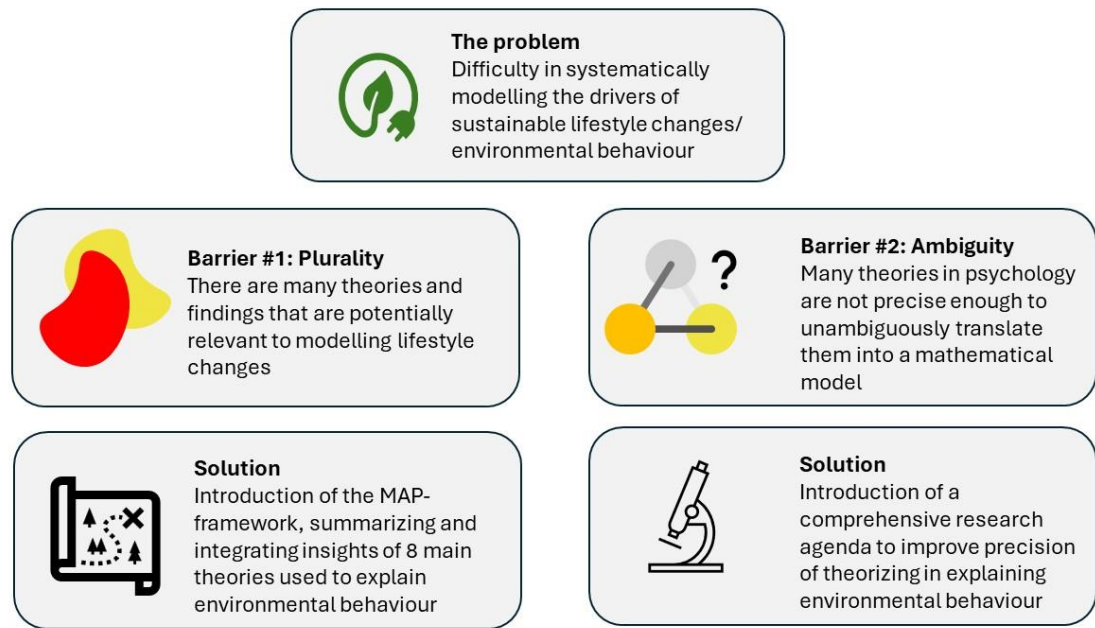 The problem
Difficulty in systematically
modelling the drivers of
sustainable lifestyle changes/
environmental behaviour
Barrier #1: Plurality
There are many theories and
findings that are potentially
relevant to modelling lifestyle
changes
?
Barrier #2: Ambiguity
Many theories in psychology
are not precise enough to
unambiguously translate
them into a mathematical
model
Solution
Introduction of the MAP-
framework, summarizing and
integrating insights of 8 main
theories used to explain
environmental behaviour
Solution
Introduction of a
comprehensive research
agenda to improve precision
of theorizing in explaining
environmental behaviour